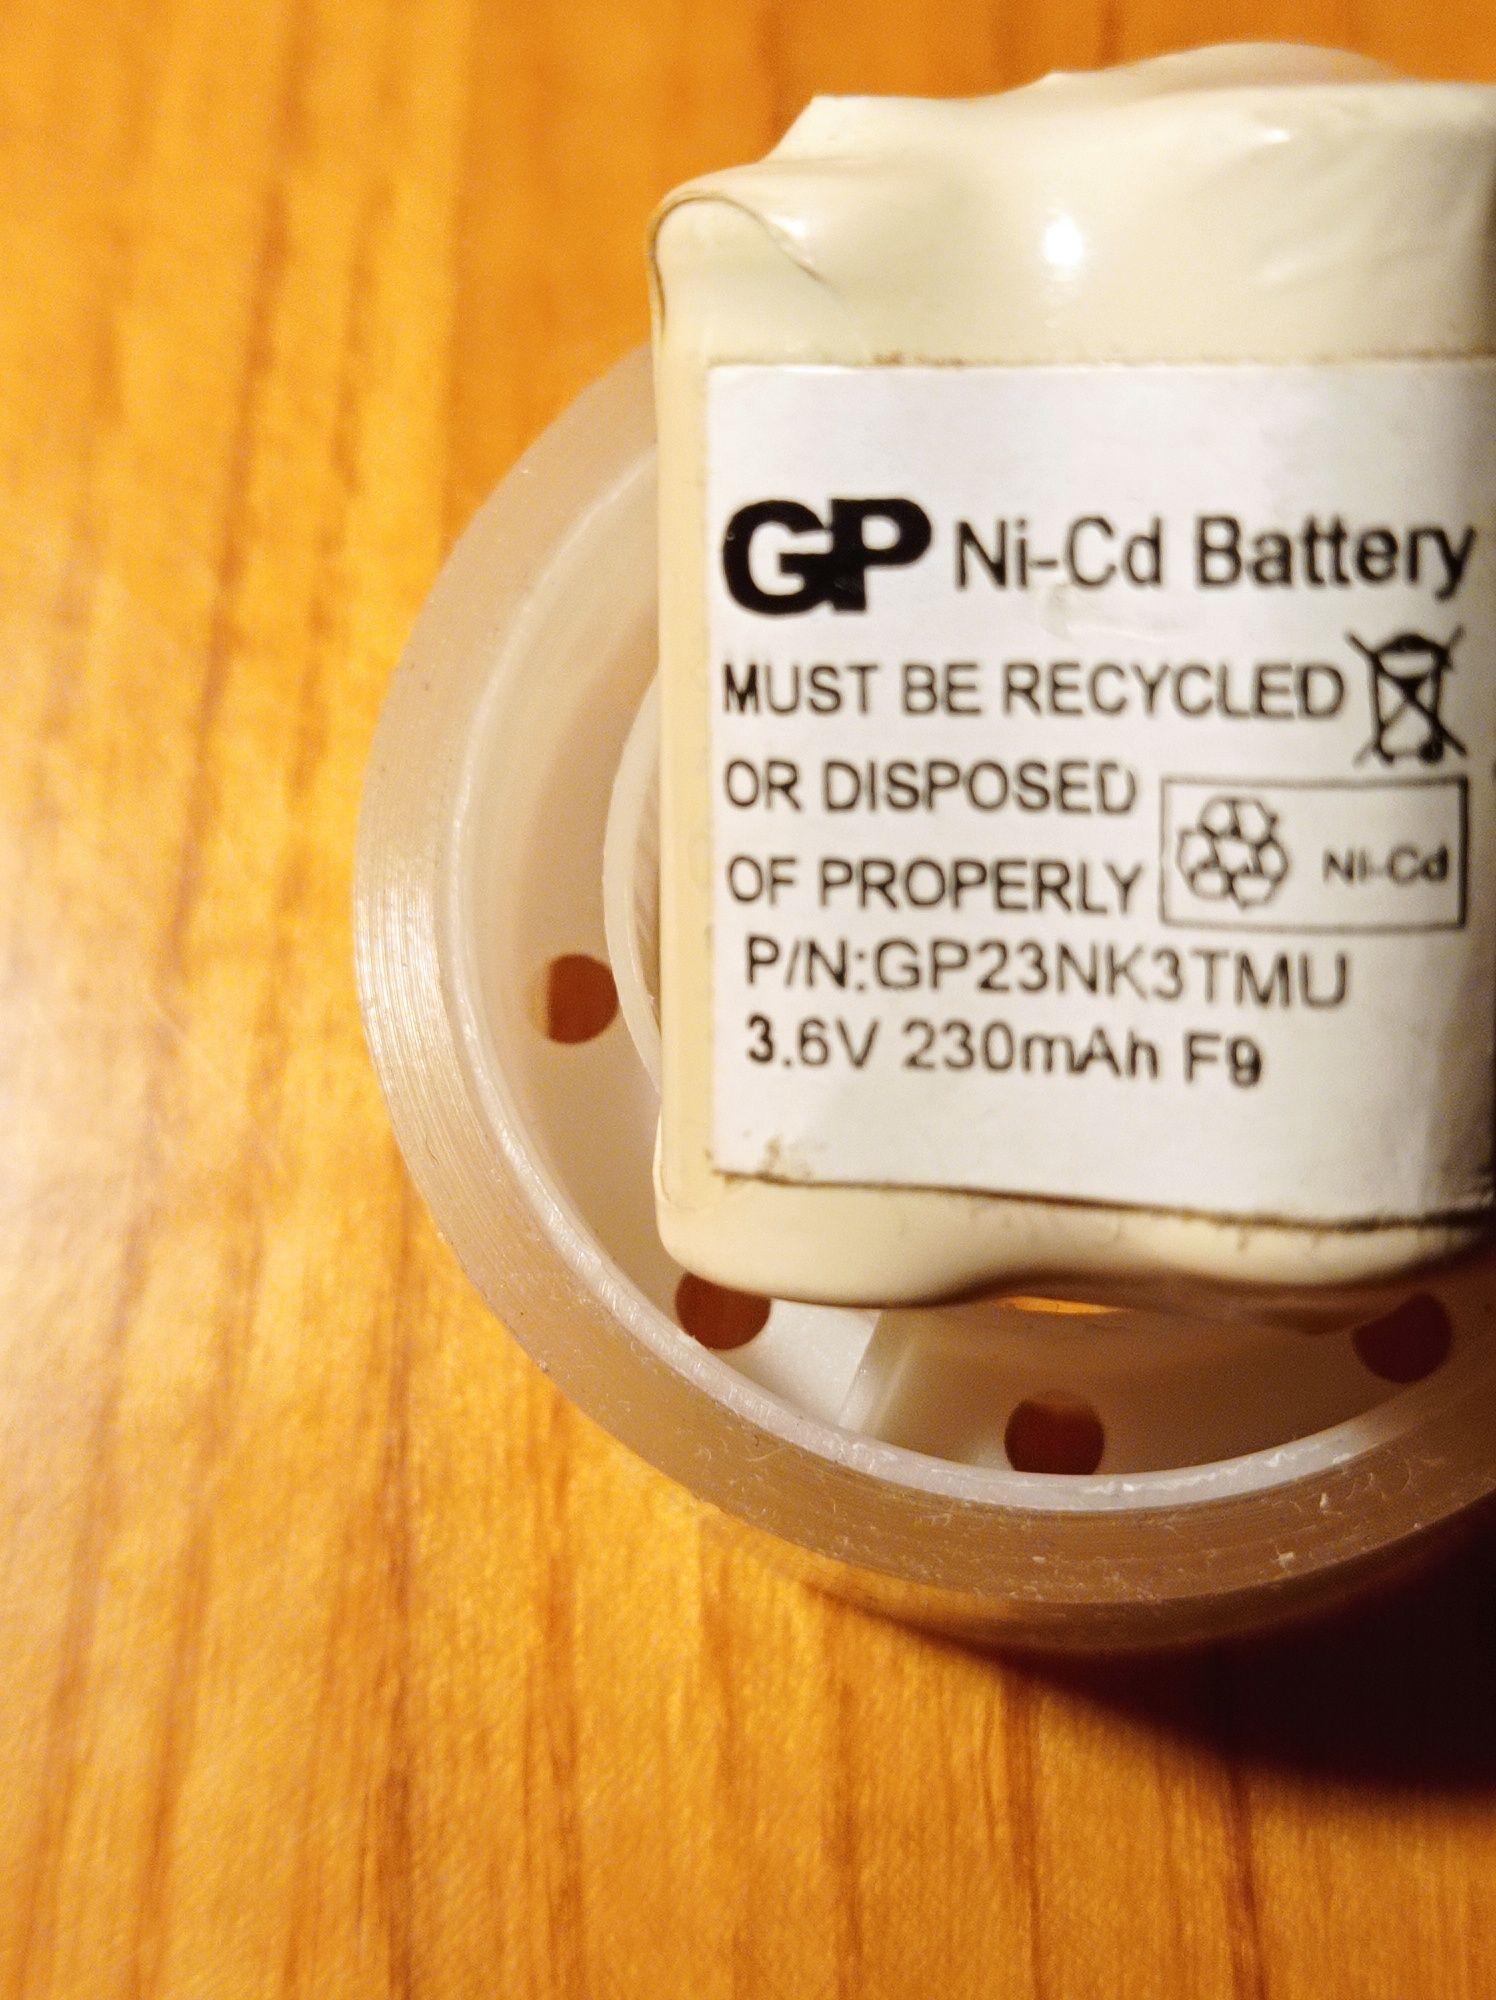 GP Ni-Cd Battery
MUST BE RECYCLED
OR DISPOSED
OF PROPERLY
Ni-Cd
P/N:GP23NK3TMU
3.6V 230mAh F9